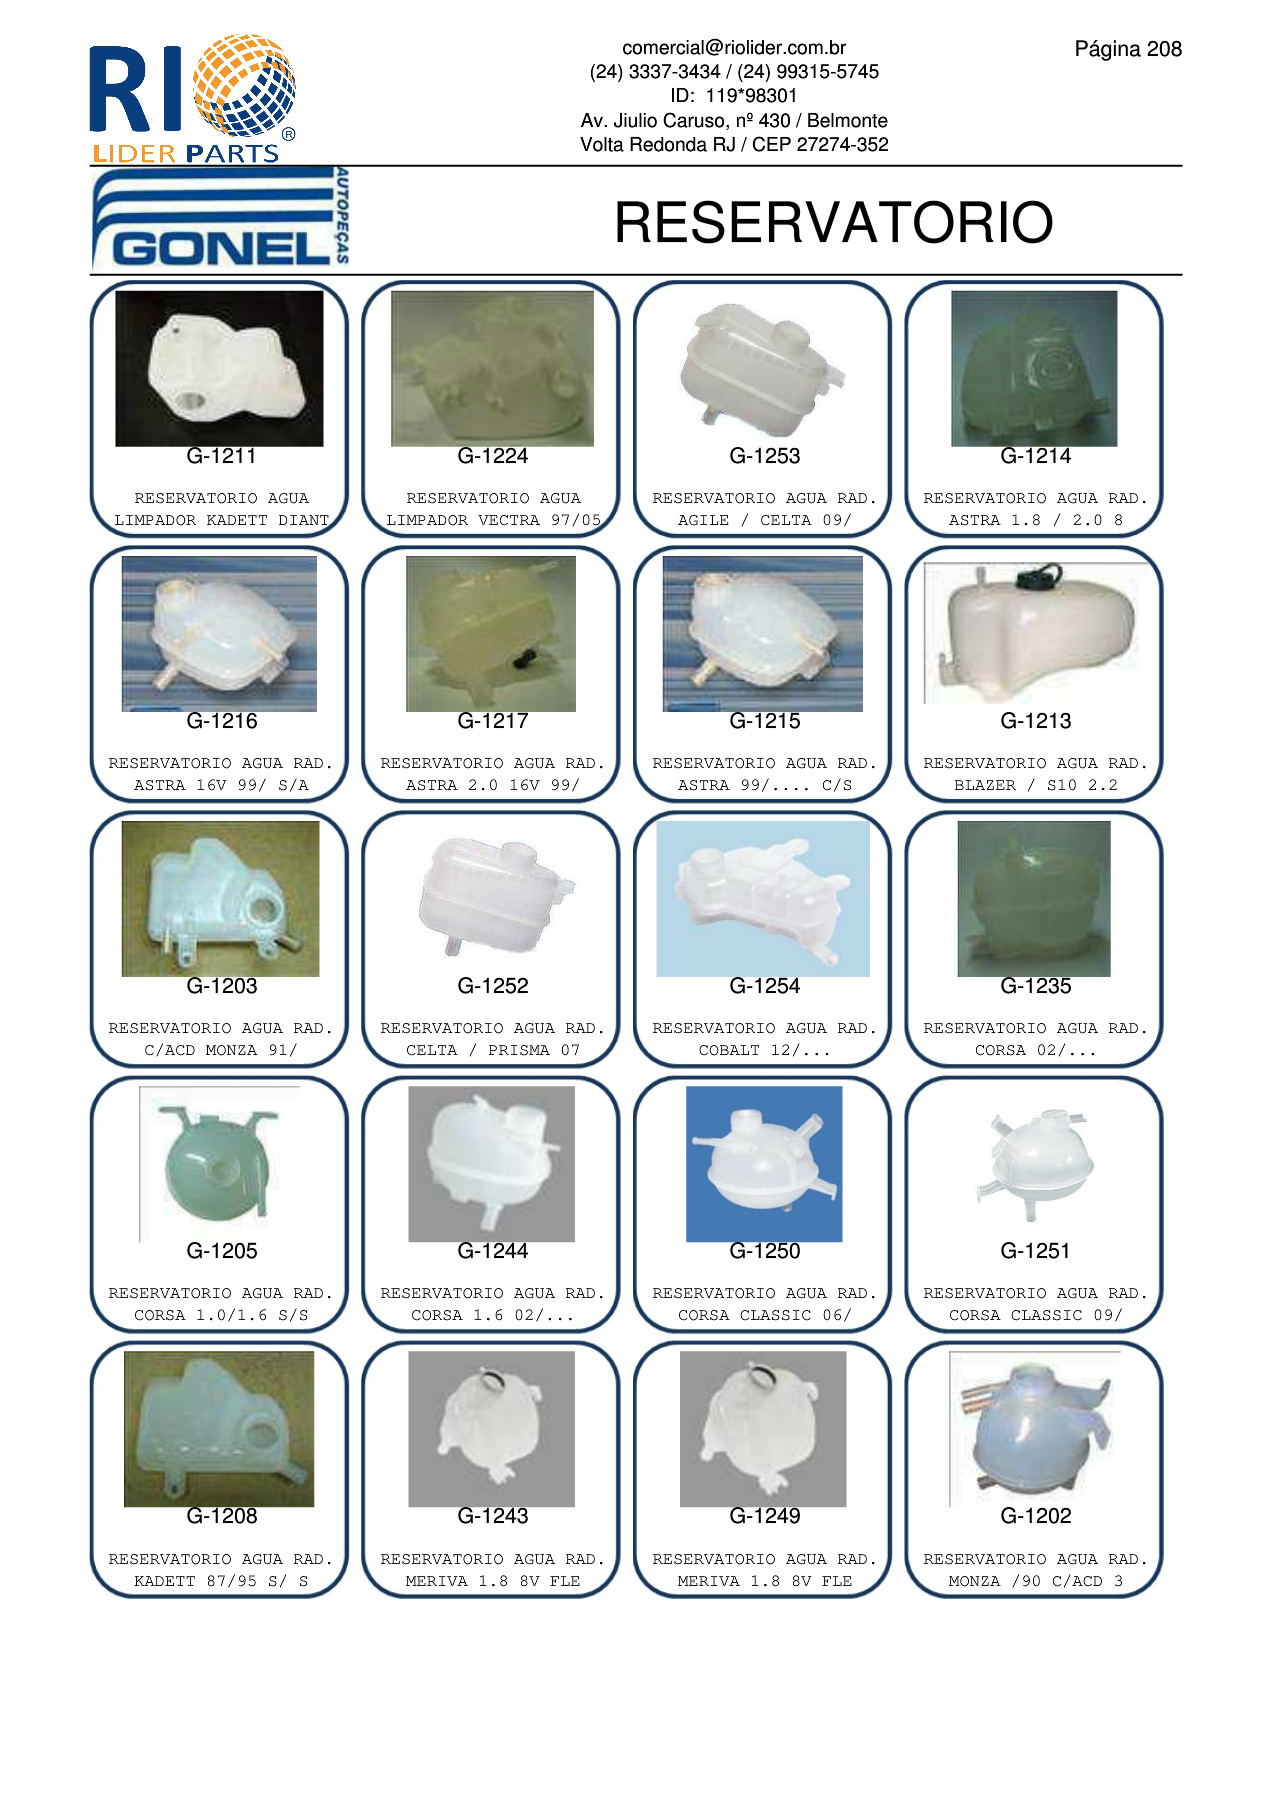 RIO
LIDER PARTS
®
comercial@riolider.com.br
(24) 3337-3434 / (24) 99315-5745
ID: 119*98301
Av. Jiulio Caruso, nº 430 / Belmonte
Volta Redonda RJ / CEP 27274-352
Página 208
GONEL
AUTOPEÇAS
RESERVATORIO
G-1211
RESERVATORIO AGUA
LIMPADOR KADETT DIANT
G-1224
RESERVATORIO AGUA
LIMPADOR VECTRA 97/05
G-1253
RESERVATORIO AGUA RAD.
AGILE / CELTA 09/
G-1214
RESERVATORIO AGUA RAD.
ASTRA 1.8 / 2.0 8
G-1216
RESERVATORIO AGUA RAD.
ASTRA 16V 99/ S/A
G-1217
RESERVATORIO AGUA RAD.
ASTRA 2.0 16V 99/
G-1215
RESERVATORIO AGUA RAD.
ASTRA 99/.... C/S
G-1213
RESERVATORIO AGUA RAD.
BLAZER / S10 2.2
G-1203
RESERVATORIO AGUA RAD.
C/ACD MONZA 91/
G-1252
RESERVATORIO AGUA RAD.
CELTA / PRISMA 07
G-1254
RESERVATORIO AGUA RAD.
COBALT 12/...
G-1235
RESERVATORIO AGUA RAD.
CORSA 02/...
G-1205
RESERVATORIO AGUA RAD.
CORSA 1.0/1.6 S/S
G-1244
RESERVATORIO AGUA RAD.
CORSA 1.6 02/...
G-1250
RESERVATORIO AGUA RAD.
CORSA CLASSIC 06/
G-1251
RESERVATORIO AGUA RAD.
CORSA CLASSIC 09/
G-1208
RESERVATORIO AGUA RAD.
KADETT 87/95 S/ S
G-1243
RESERVATORIO AGUA RAD.
MERIVA 1.8 8V FLE
G-1249
RESERVATORIO AGUA RAD.
MERIVA 1.8 8V FLE
G-1202
RESERVATORIO AGUA RAD.
MONZA /90 C/ACD 3